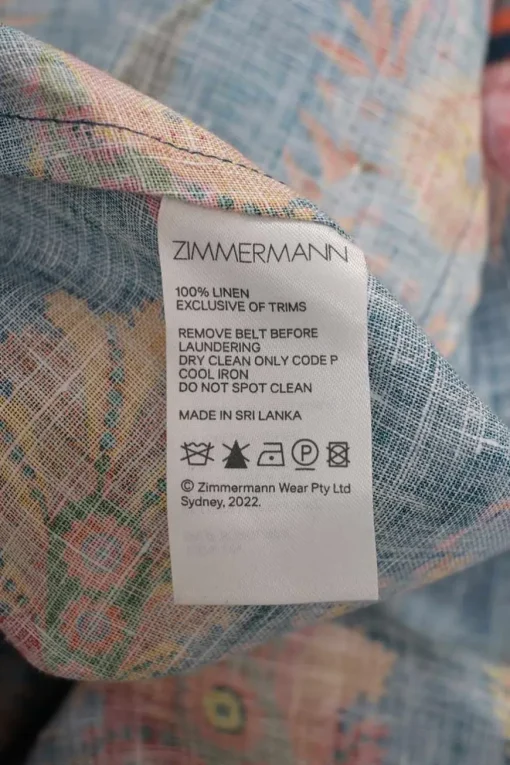 ZIMMERMANN
100% LINEN
EXCLUSIVE OF TRIMS
REMOVE BELT BEFORE
LAUNDERING
DRY CLEAN ONLY CODE P
COOL IRON
DO NOT SPOT CLEAN
MADE IN SRI LANKA
P
© Zimmermann Wear Pty Ltd
Sydney, 2022.